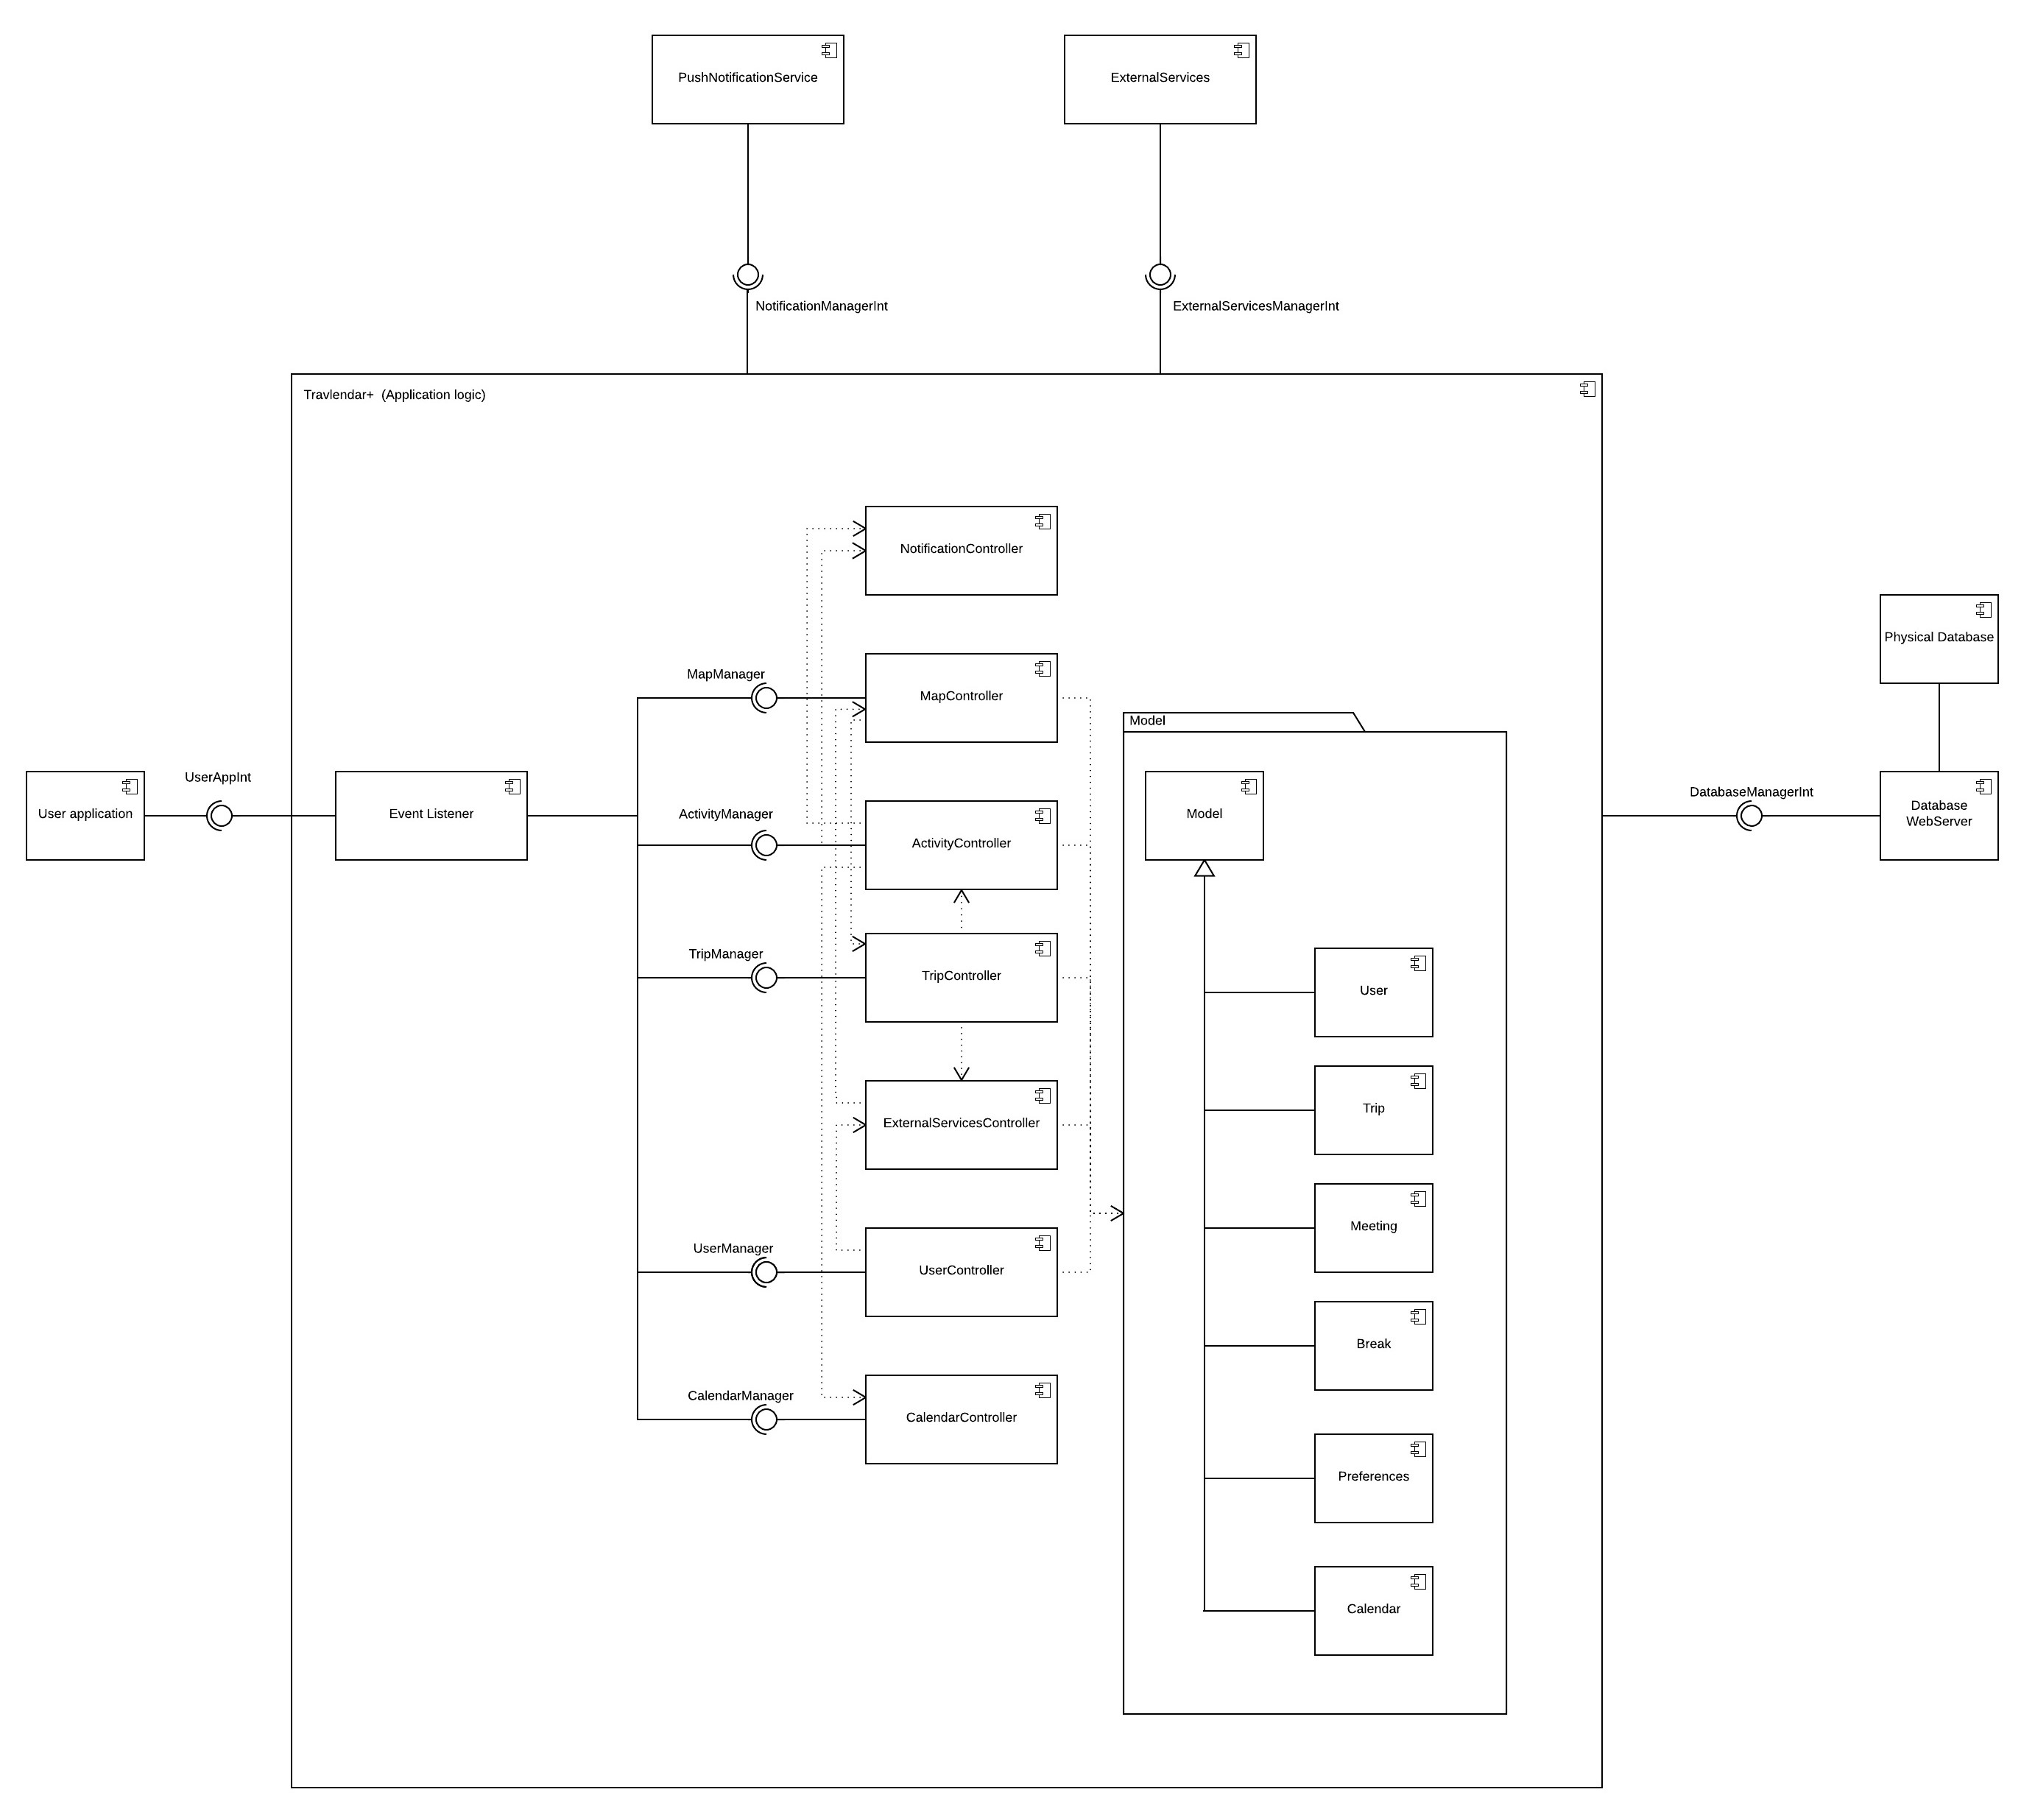 PushNotificationService
ExternalServices
NotificationManagerInt
ExternalServicesManagerInt
Travlendar+  (Application logic)
NotificationController
Physical Database
MapManager
MapController
Model
UserAppInt
User application
Event Listener
ActivityManager
ActivityController
Model
DatabaseManagerInt
Database
WebServer
TripManager
TripController
User
Trip
ExternalServicesController
Meeting
UserManager
UserController
Break
CalendarManager
CalendarController
Preferences
Calendar